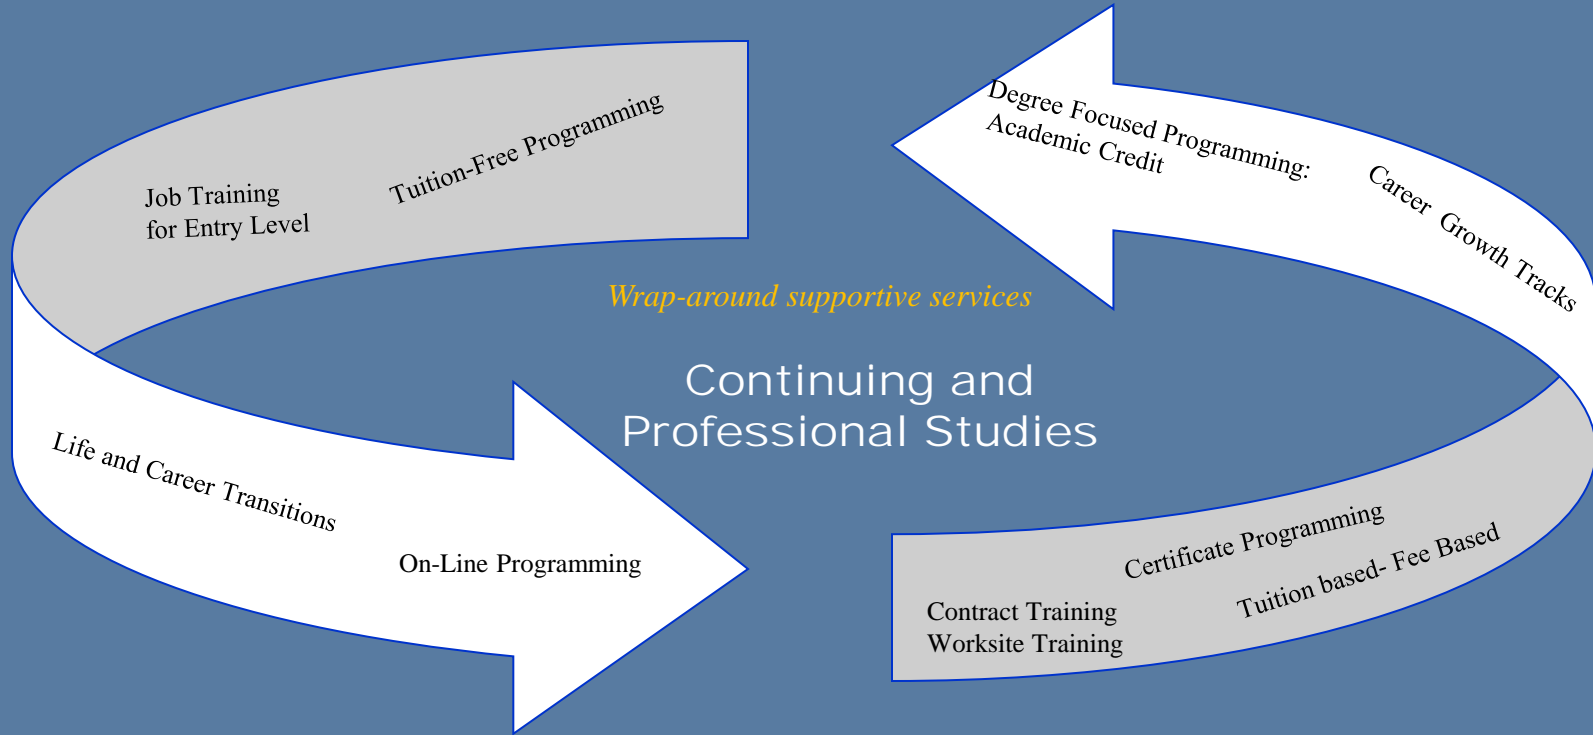 Tuition-Free Programming
Job Training
for Entry Level
Degree Focused Programming:
Academic Credit
Career  Growth Tracks
Wrap-around supportive services
Continuing and
Professional Studies
Life and Career Transitions
On-Line Programming
Certificate Programming
Tuition based- Fee Based
Contract Training
Worksite Training